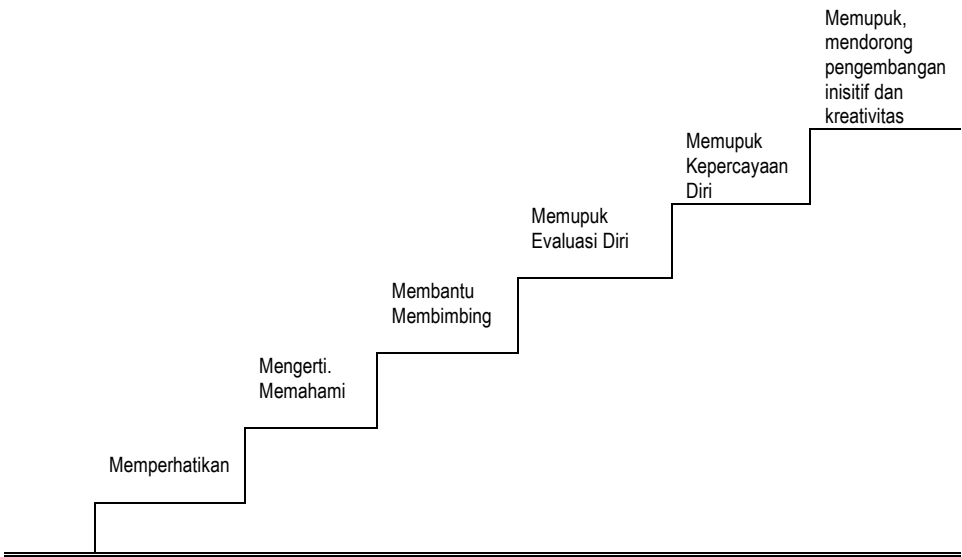 Memupuk,
mendorong
pengembangan
inisitif dan
kreativitas
Memupuk
Kepercayaan
Diri
Memupuk
Evaluasi Diri
Membantu
Membimbing
Mengerti.
Memahami
Memperhatikan